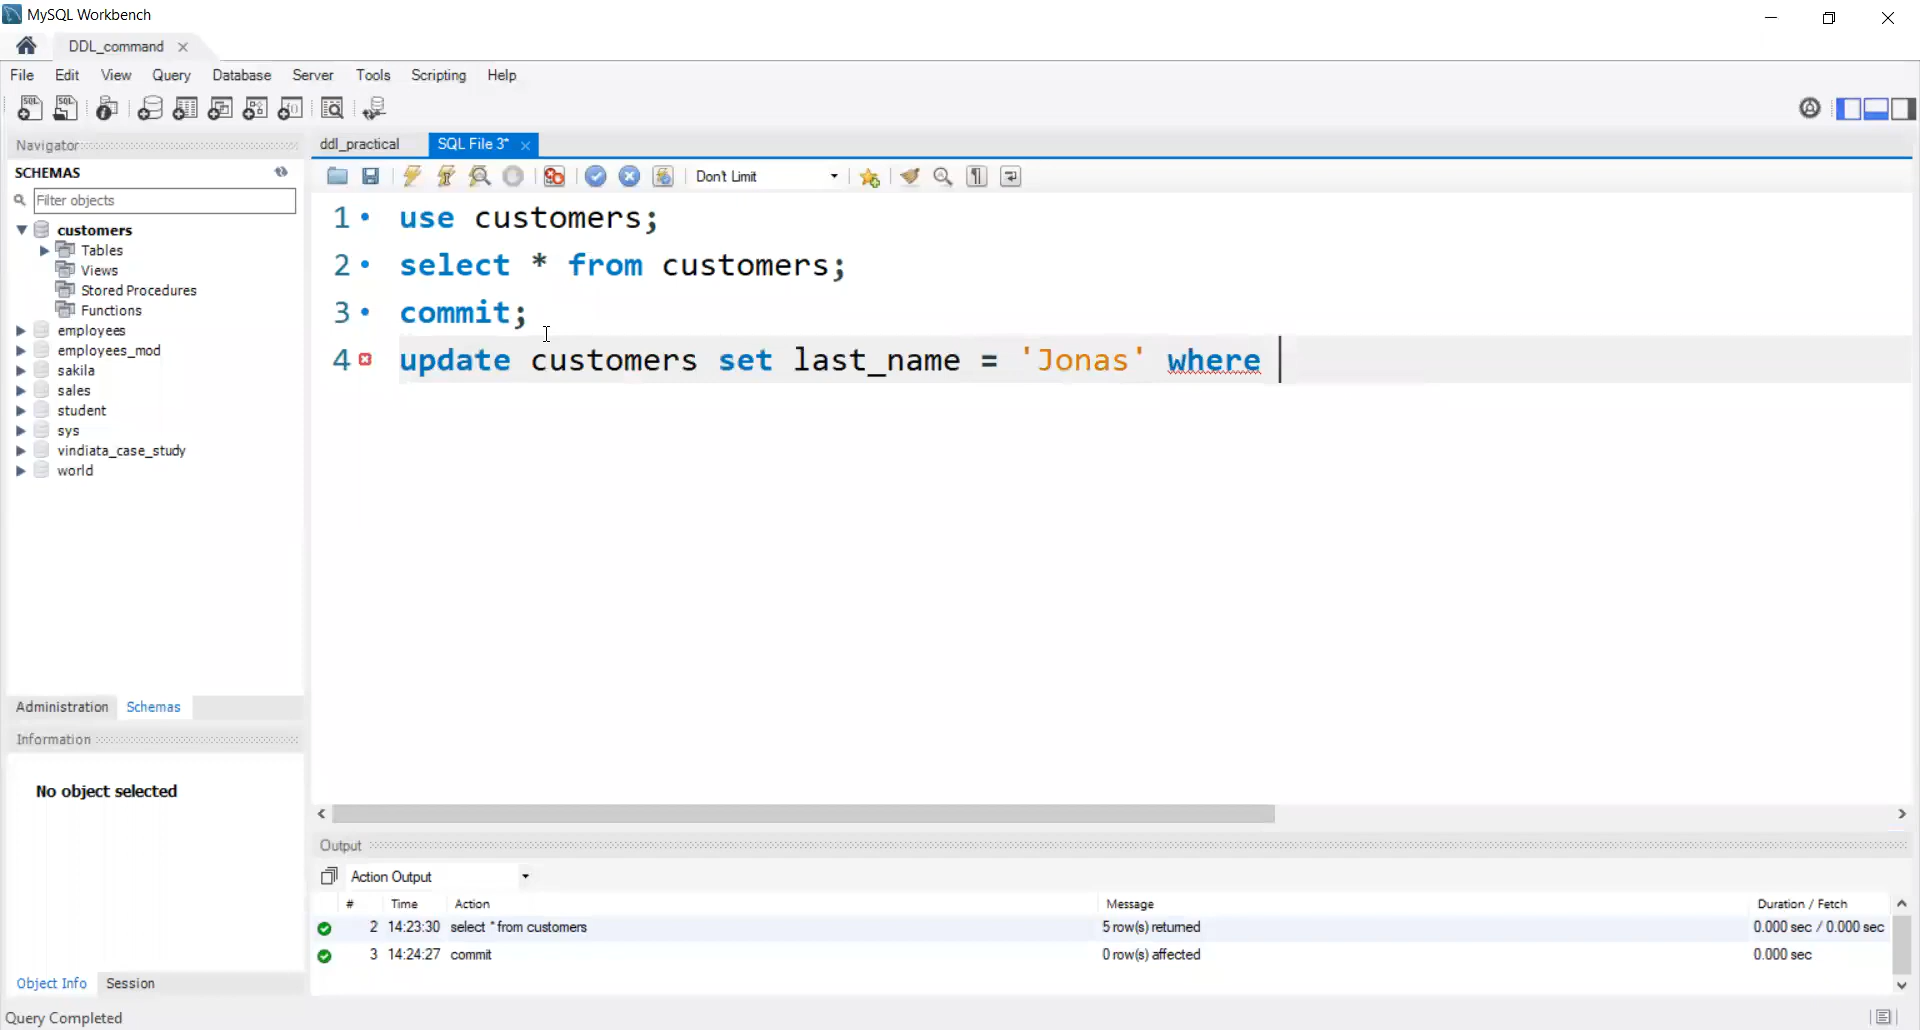 MySQL Workbench
DDL_command
File Edit View Query Database Server Tools Scripting Help
Navigator
SCHEMAS
Filter objects
customers
Tables
Views
Stored Procedures
Functions
employees
employees_mod
sakila
sales
student
sys
vindiata_case_study
world
Administration Schemas
Information
No object selected
Object Info Session
ddl_practical SQL File 3*
Don't Limit
1 use customers;
2 select * from customers;
3 commit;
4 update customers set last_name = 'Jonas' where
Output
Action Output
# Time Action Message Duration / Fetch
2 14:23:30 select * from customers 5 row(s) returned 0.000 sec / 0.000 sec
3 14:24:27 commit 0 row(s) affected 0.000 sec
Query Completed